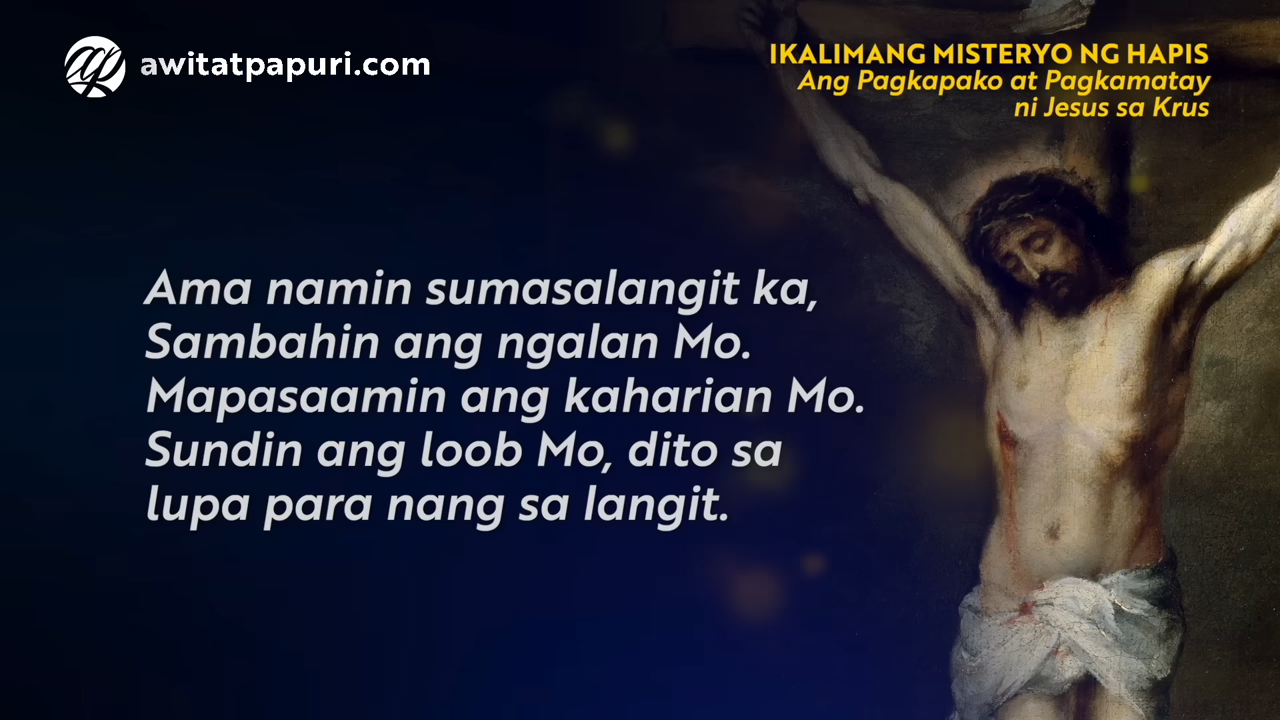 awitatpapuri.com
IKALIMANG MISTERYO NG HAPIS
Ang Pagkapako at Pagkamatay
ni Jesus sa Krus
Ama namin sumasalangit ka,
Sambahin ang ngalan Mo.
Mapasaamin ang kaharian Mo.
Sundin ang loob Mo, dito sa
lupa para nang sa langit.